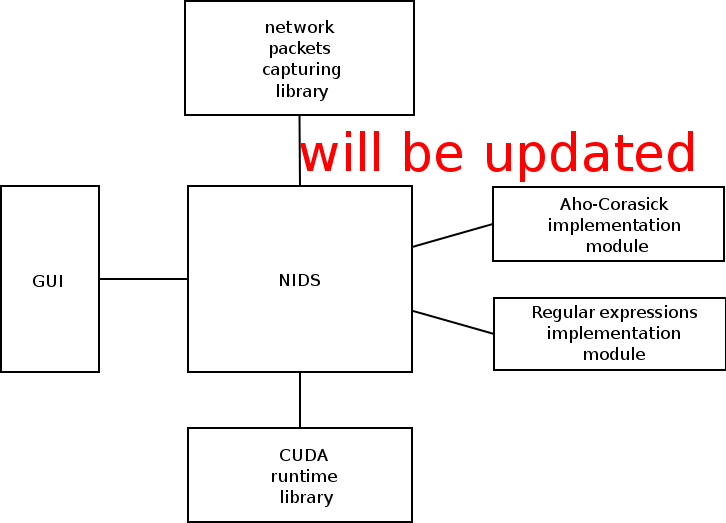 network
packets
capturing
library
will be updated
GUI
NIDS
Aho-Corasick
implementation
module
Regular expressions
implementation
module
CUDA
runtime
library